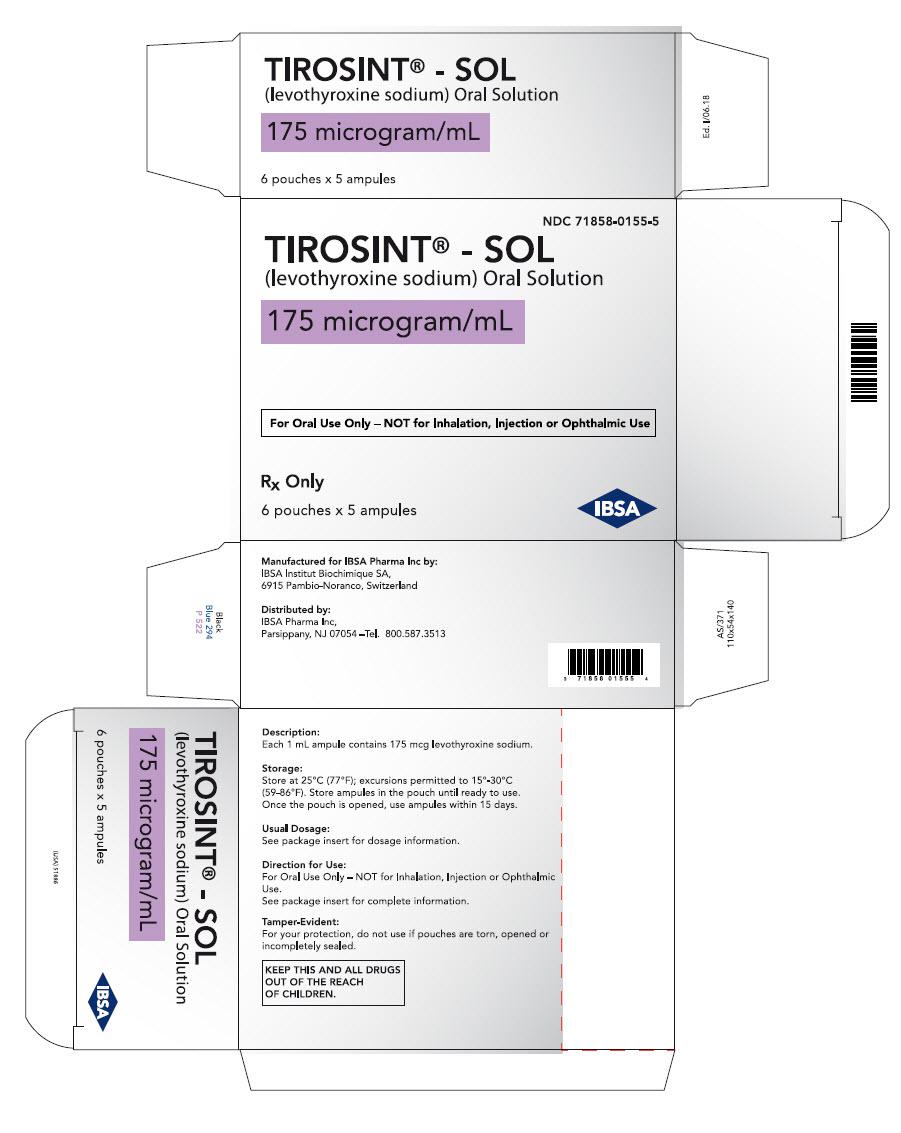 TIROSINT® - SOL
(levothyroxine sodium) Oral Solution
175 microgram/mL
6 pouches x 5 ampules
Ed. I/06.18
NDC 71858-0155-5
TIROSINT® - SOL
(levothyroxine sodium) Oral Solution
175 microgram/mL
For Oral Use Only – NOT for Inhalation, Injection or Ophthalmic Use
Rx Only
6 pouches x 5 ampules
IBSA
Black
Blue 294
P 522
Manufactured for IBSA Pharma Inc by:
IBSA Institut Biochimique SA,
6915 Pambio-Noranco, Switzerland
Distributed by:
IBSA Pharma Inc,
Parsippany, NJ 07054 –Tel. 800.587.3513
3 71858 01555 4
AS/371
110x54x140
TIROSINT® - SOL
(levothyroxine sodium) Oral Solution
175 microgram/mL
6 pouches x 5 ampules
IBSA
Description:
Each 1 mL ampule contains 175 mcg levothyroxine sodium.
Storage:
Store at 25°C (77°F); excursions permitted to 15°-30°C
(59-86°F). Store ampules in the pouch until ready to use.
Once the pouch is opened, use ampules within 15 days.
Usual Dosage:
See package insert for dosage information.
Direction for Use:
For Oral Use Only – NOT for Inhalation, Injection or Ophthalmic
Use.
See package insert for complete information.
Tamper-Evident:
For your protection, do not use if pouches are torn, opened or
incompletely sealed.
KEEP THIS AND ALL DRUGS
OUT OF THE REACH
OF CHILDREN.